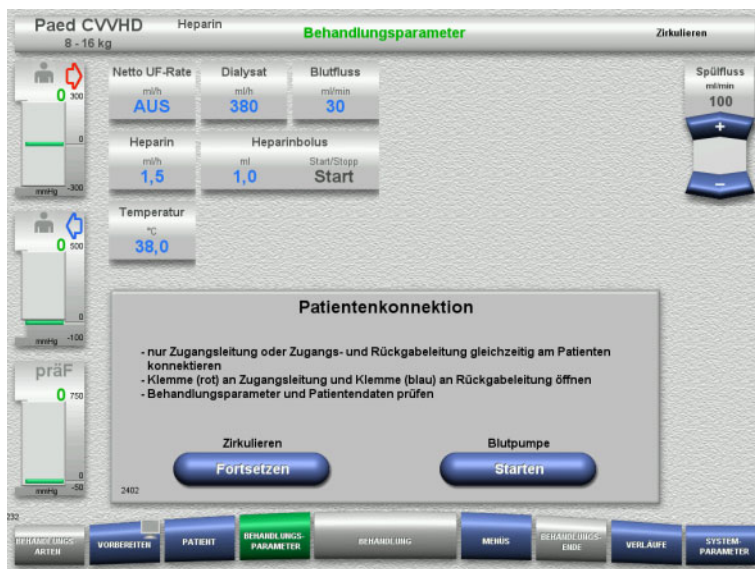 Paed CVVHD Heparin Behandlungsparameter Zirkulieren
8 - 16 kg
0 300
0
mmHg -300
Netto UF-Rate Dialysat Blutfluss
ml/h ml/h ml/min
AUS 380 30
Spülfluss
ml/min
100
+
–
Heparin Heparinbolus
ml/h ml Start/Stopp
1,5 1,0 Start
Temperatur
°C
38,0
0 500
0
mmHg -100
präF
0 750
0
mmHg -50
Patientenkonnektion
- nur Zugangsleitung oder Zugangs- und Rückgabeleitung gleichzeitig am Patienten
konnektieren
- Klemme (rot) an Zugangsleitung und Klemme (blau) an Rückgabeleitung öffnen
- Behandlungsparameter und Patientendaten prüfen
Zirkulieren Blutpumpe
Fortsetzen Starten
2402
232
BEHANDLUNGS-
ARTEN
VORBEREITEN
PATIENT
BEHANDLUNGS-
PARAMETER
BEHANDLUNG
MENÜS
BEHANDLUNGS-
ENDE
VERLÄUFE
SYSTEM-
PARAMETER